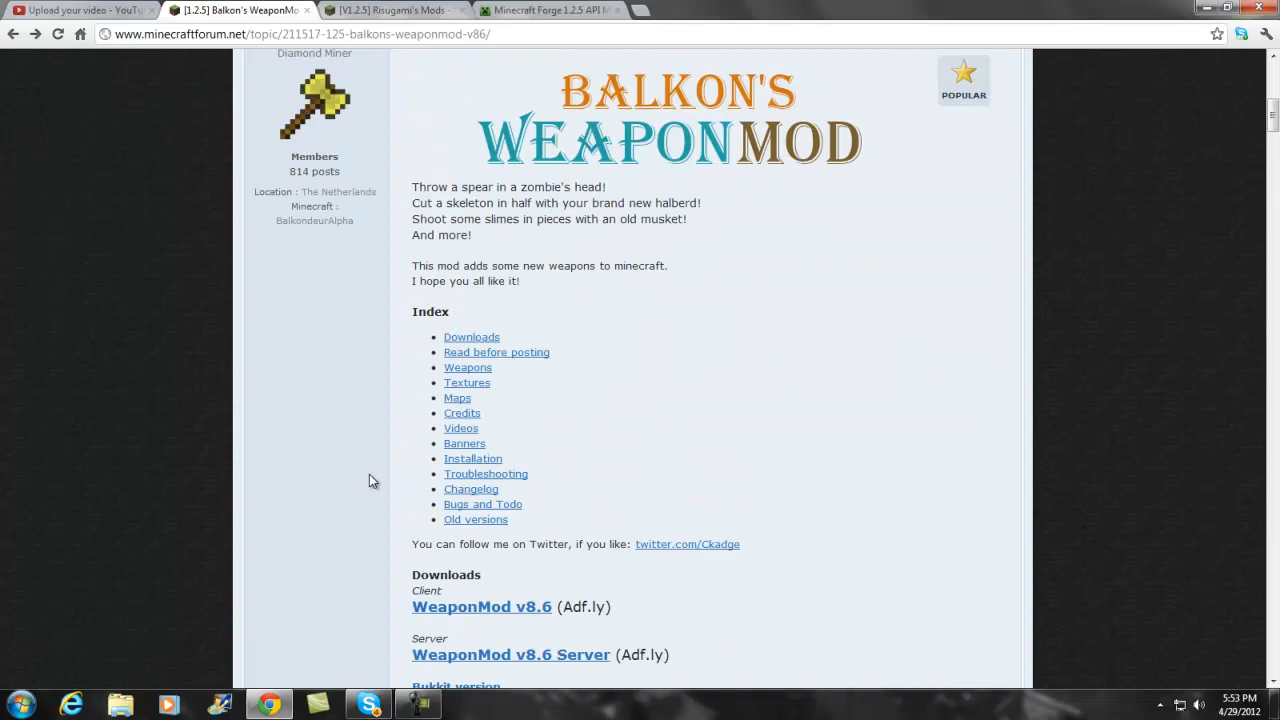 Upload your video - YouTu
[1.2.5] Balkon's WeaponMo
[V1.2.5] Risugami's Mods -
Minecraft Forge 1.2.5 API M
www.minecraftforum.net/topic/211517-125-balkons-weaponmod-v86/
Diamond Miner
Members
814 posts
Location : The Netherlands
Minecraft :
BalkondeurAlpha
POPULAR
BALKON'S
WEAPONMOD
Throw a spear in a zombie's head!
Cut a skeleton in half with your brand new halberd!
Shoot some slimes in pieces with an old musket!
And more!
This mod adds some new weapons to minecraft.
I hope you all like it!
Index
Downloads
Read before posting
Weapons
Textures
Maps
Credits
Videos
Banners
Installation
Troubleshooting
Changelog
Bugs and Todo
Old versions
You can follow me on Twitter, if you like: twitter.com/Ckadge
Downloads
Client
WeaponMod v8.6 (Adf.ly)
Server
WeaponMod v8.6 Server (Adf.ly)
Bukkit version
5:53 PM
4/29/2012